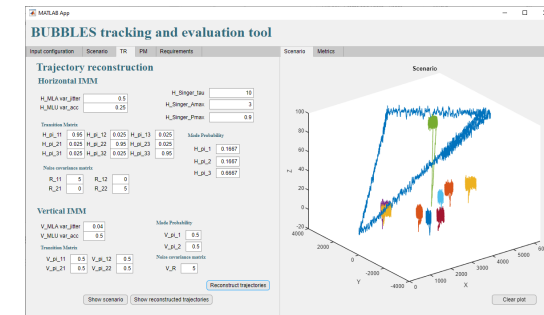 MATLAB App
BUBBLES tracking and evaluation tool
Input configuration Scenario TR PM Requirements
Trajectory reconstruction
Horizontal IMM
H_MLA var_jitter 0.5
H_MLU var_acc 0.25
H_Singer_tau 10
H_Singer_Amax 3
H_Singer_Pmax 0.9
Transition Matrix
H_pi_11 0.95 H_pi_12 0.025 H_pi_13 0.025
H_pi_21 0.025 H_pi_22 0.95 H_pi_23 0.025
H_pi_31 0.025 H_pi_32 0.025 H_pi_33 0.95
Mode Probability
H_pi_1 0.1667
H_pi_2 0.1667
H_pi_3 0.6667
Noise covariance matrix
R_11 5 R_12 0
R_21 0 R_22 5
Vertical IMM
V_MLA var_jitter 0.04
V_MLU var_acc 0.5
Transition Matrix
V_pi_11 0.5 V_pi_12 0.5
V_pi_21 0.5 V_pi_22 0.5
Mode Probability
V_pi_1 0.5
V_pi_2 0.5
Noise covariance matrix
V_R 5
Reconstruct trajectories
Show scenario Show reconstructed trajectories
Scenario Metrics
Scenario
100
80
60
40
20
0
-20
Z
4000
2000
0
-2000
-4000
Y
0
1000
2000
3000
4000
5000
X
Clear plot